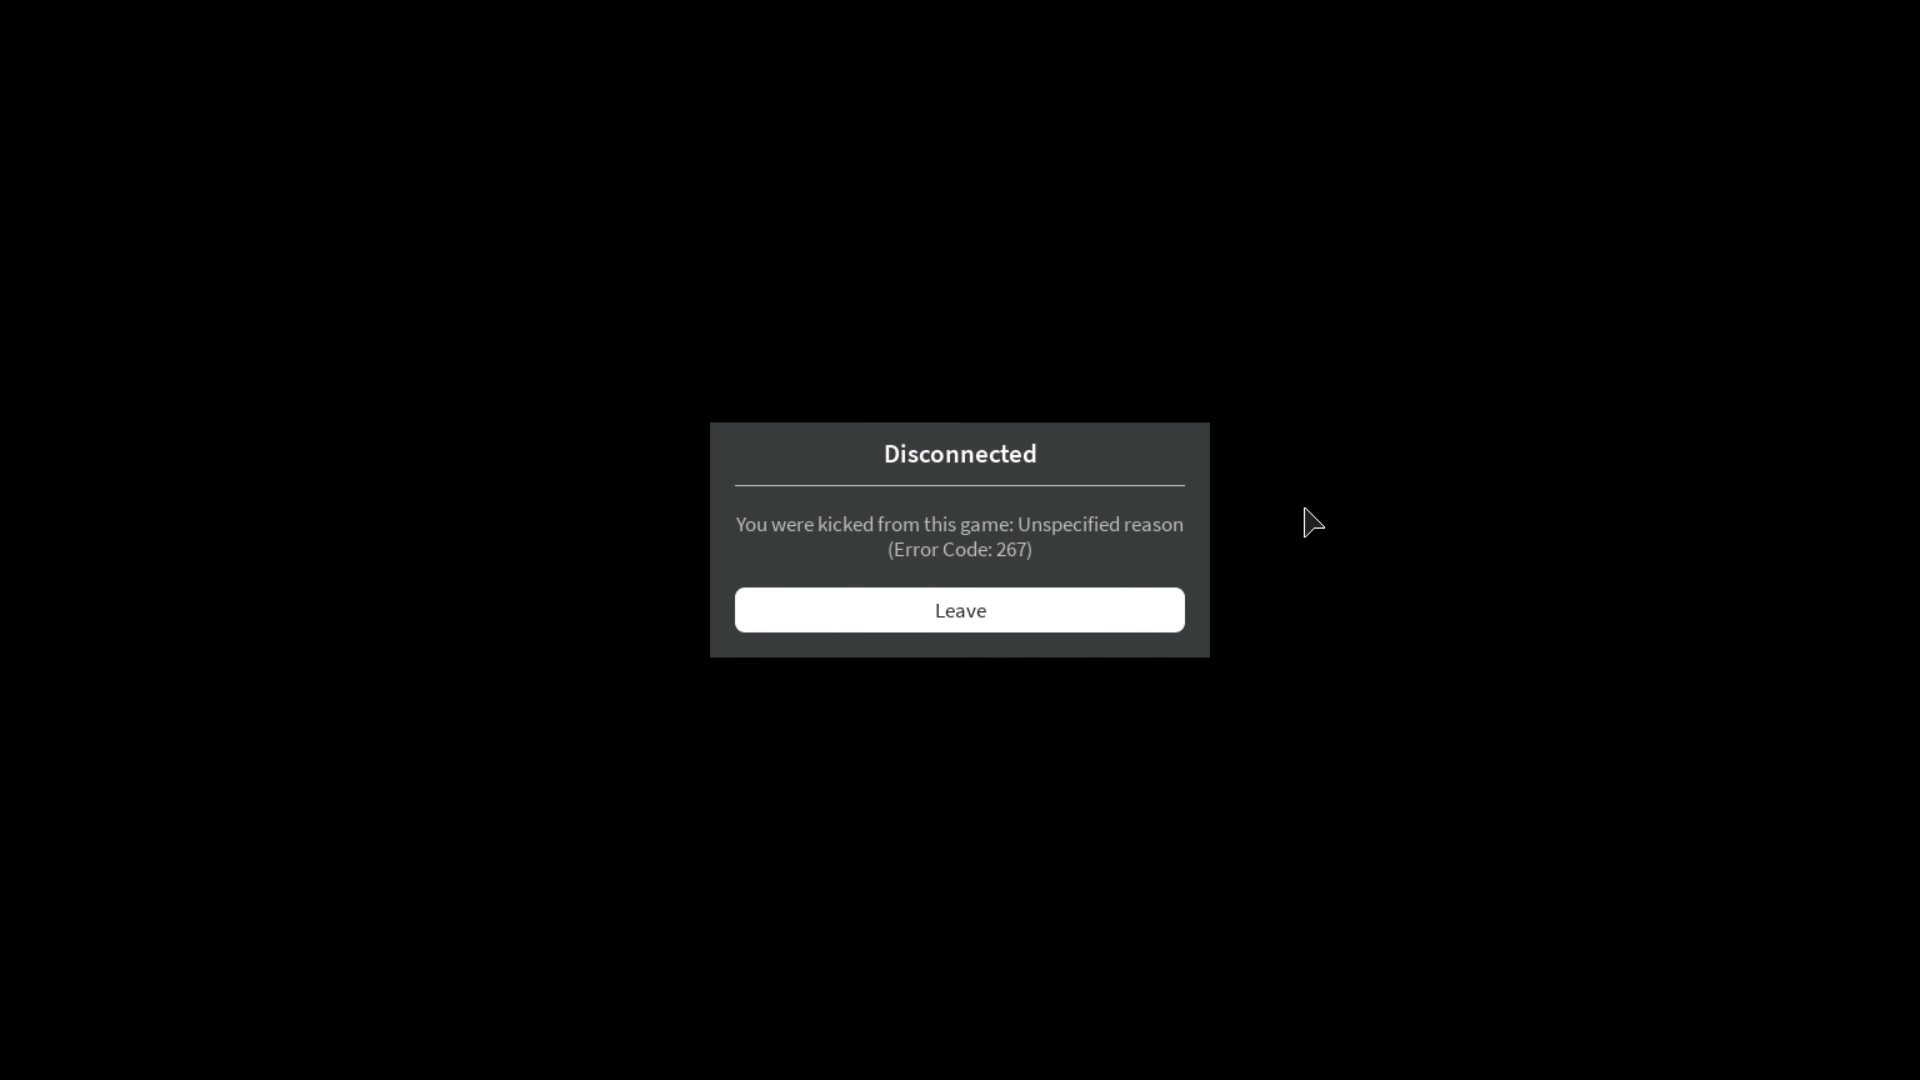 Disconnected
You were kicked from this game: Unspecified reason
(Error Code: 267)
Leave